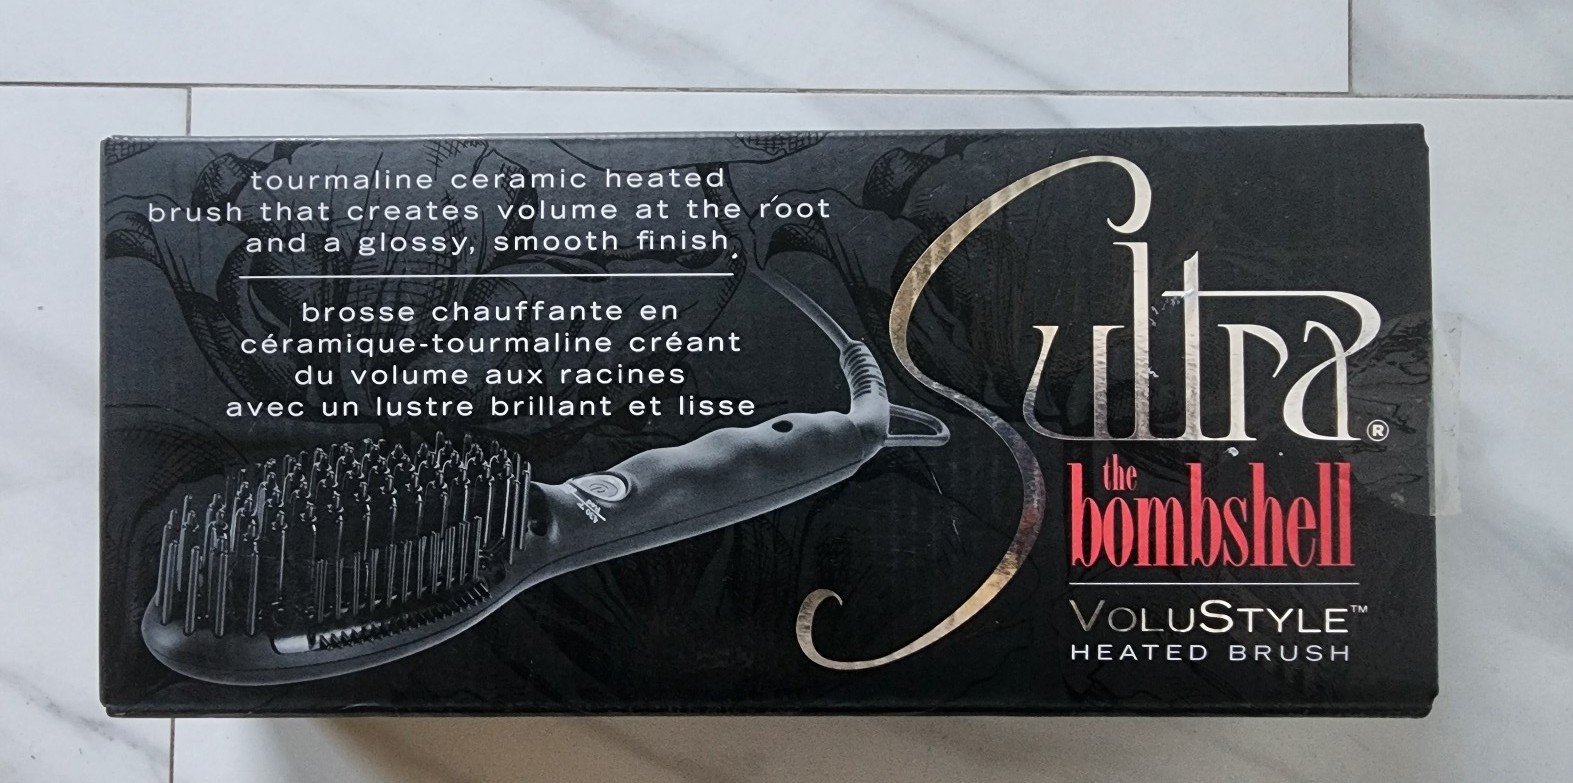 tourmaline ceramic heated
brush that creates volume at the root
and a glossy, smooth finish.
brosse chauffante en
céramique-tourmaline créant
du volume aux racines
avec un lustre brillant et lisse
Sultra®
the
bombshell
VOLUSTYLE™
HEATED BRUSH